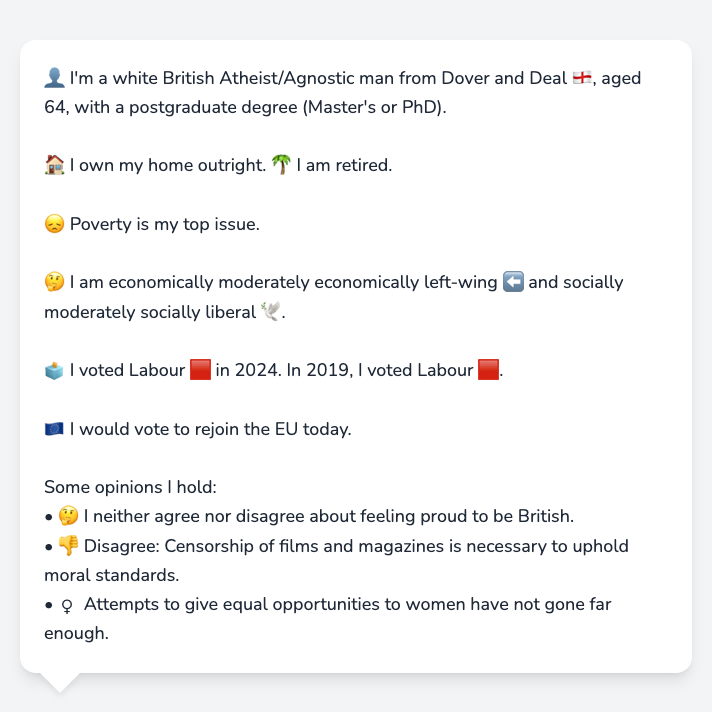 👤 I'm a white British Atheist/Agnostic man from Dover and Deal 🏴󠁧󠁢󠁥󠁮󠁧󠁿, aged
64, with a postgraduate degree (Master's or PhD).
🏠 I own my home outright. 🌴 I am retired.
😞 Poverty is my top issue.
🤔 I am economically moderately economically left-wing ⬅️ and socially
moderately socially liberal 🕊️.
🗳️ I voted Labour 🟥 in 2024. In 2019, I voted Labour 🟥.
🇪🇺 I would vote to rejoin the EU today.
Some opinions I hold:
• 🤔 I neither agree nor disagree about feeling proud to be British.
• 👎 Disagree: Censorship of films and magazines is necessary to uphold
moral standards.
• ♀ Attempts to give equal opportunities to women have not gone far
enough.